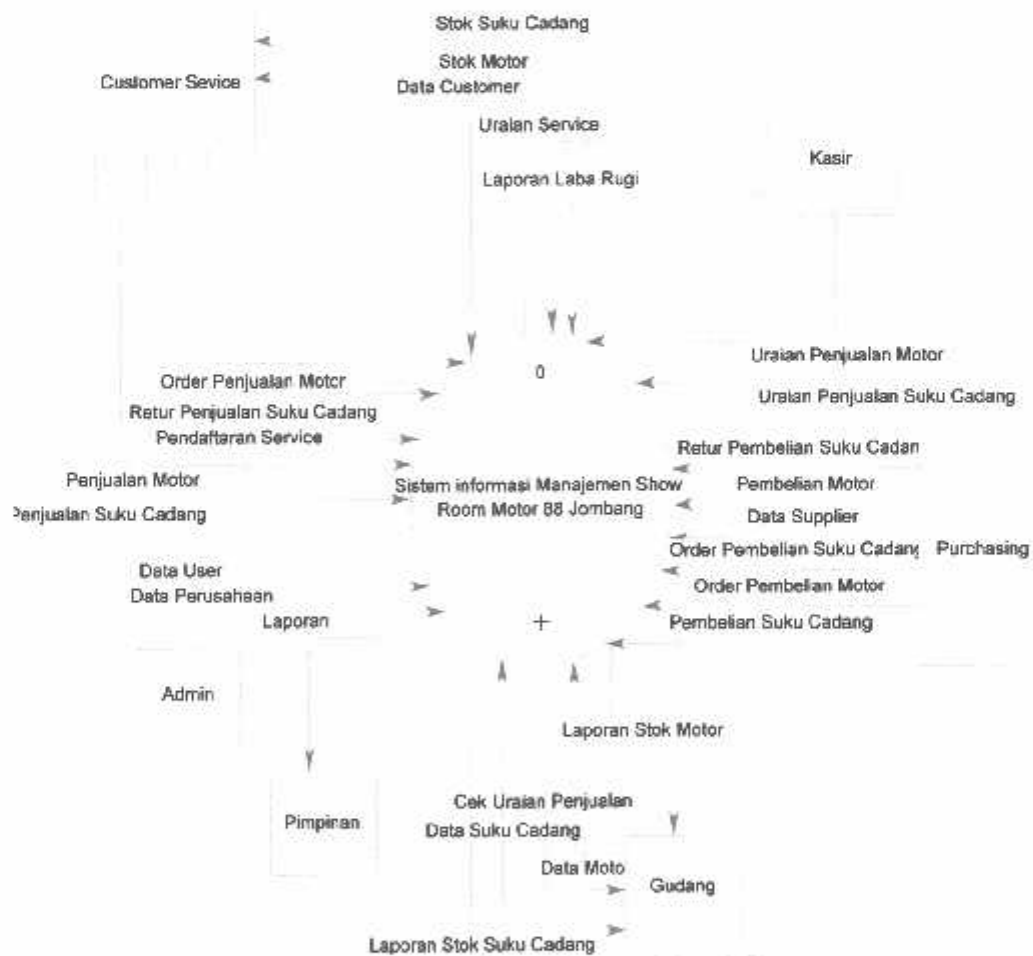 Stok Suku Cadang
Stok Motor
Customer Sevice
Data Customer
Uraian Service
Kasir
Laporan Laba Rugi
0
Uraian Penjualan Motor
Order Penjualan Motor
Uraian Penjualan Suku Cadang
Retur Penjualan Suku Cadang
Pendaftaran Service
Retur Pembelian Suku Cadan
Penjualan Motor
Sistem informasi Manajemen Show
Room Motor 88 Jombang
Pembelian Motor
Penjualan Suku Cadang
Data Supplier
Order Pembelian Suku Cadang
Purchasing
Data User
Data Perusahaan
Order Pembelian Motor
Laporan
+
Pembelian Suku Cadang
Admin
Laporan Stok Motor
Pimpinan
Cek Uraian Penjualan
Data Suku Cadang
Data Moto
Gudang
Laporan Stok Suku Cadang